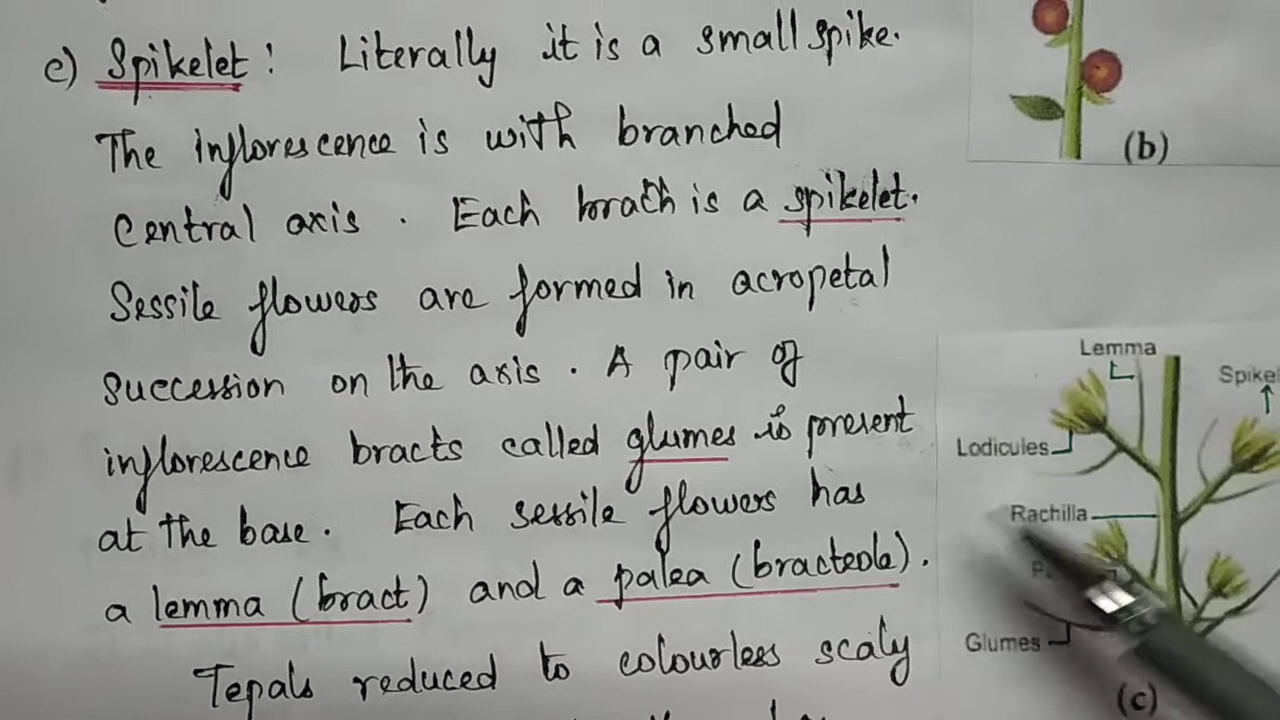 c) Spikelet: Literally it is a small spike.
The inflorescence is with branched
central axis. Each brach is a spikelet.
Sessile flowers are formed in acropetal
succession on the axis. A pair of
inflorescence bracts called glumes is present
at the base. Each sessile flowers has
a lemma (bract) and a palea (bracteole).
Tepals reduced to colourless scaly
(b)
Lemma
Spikel
Lodicules
Rachilla
Glumes
(c)